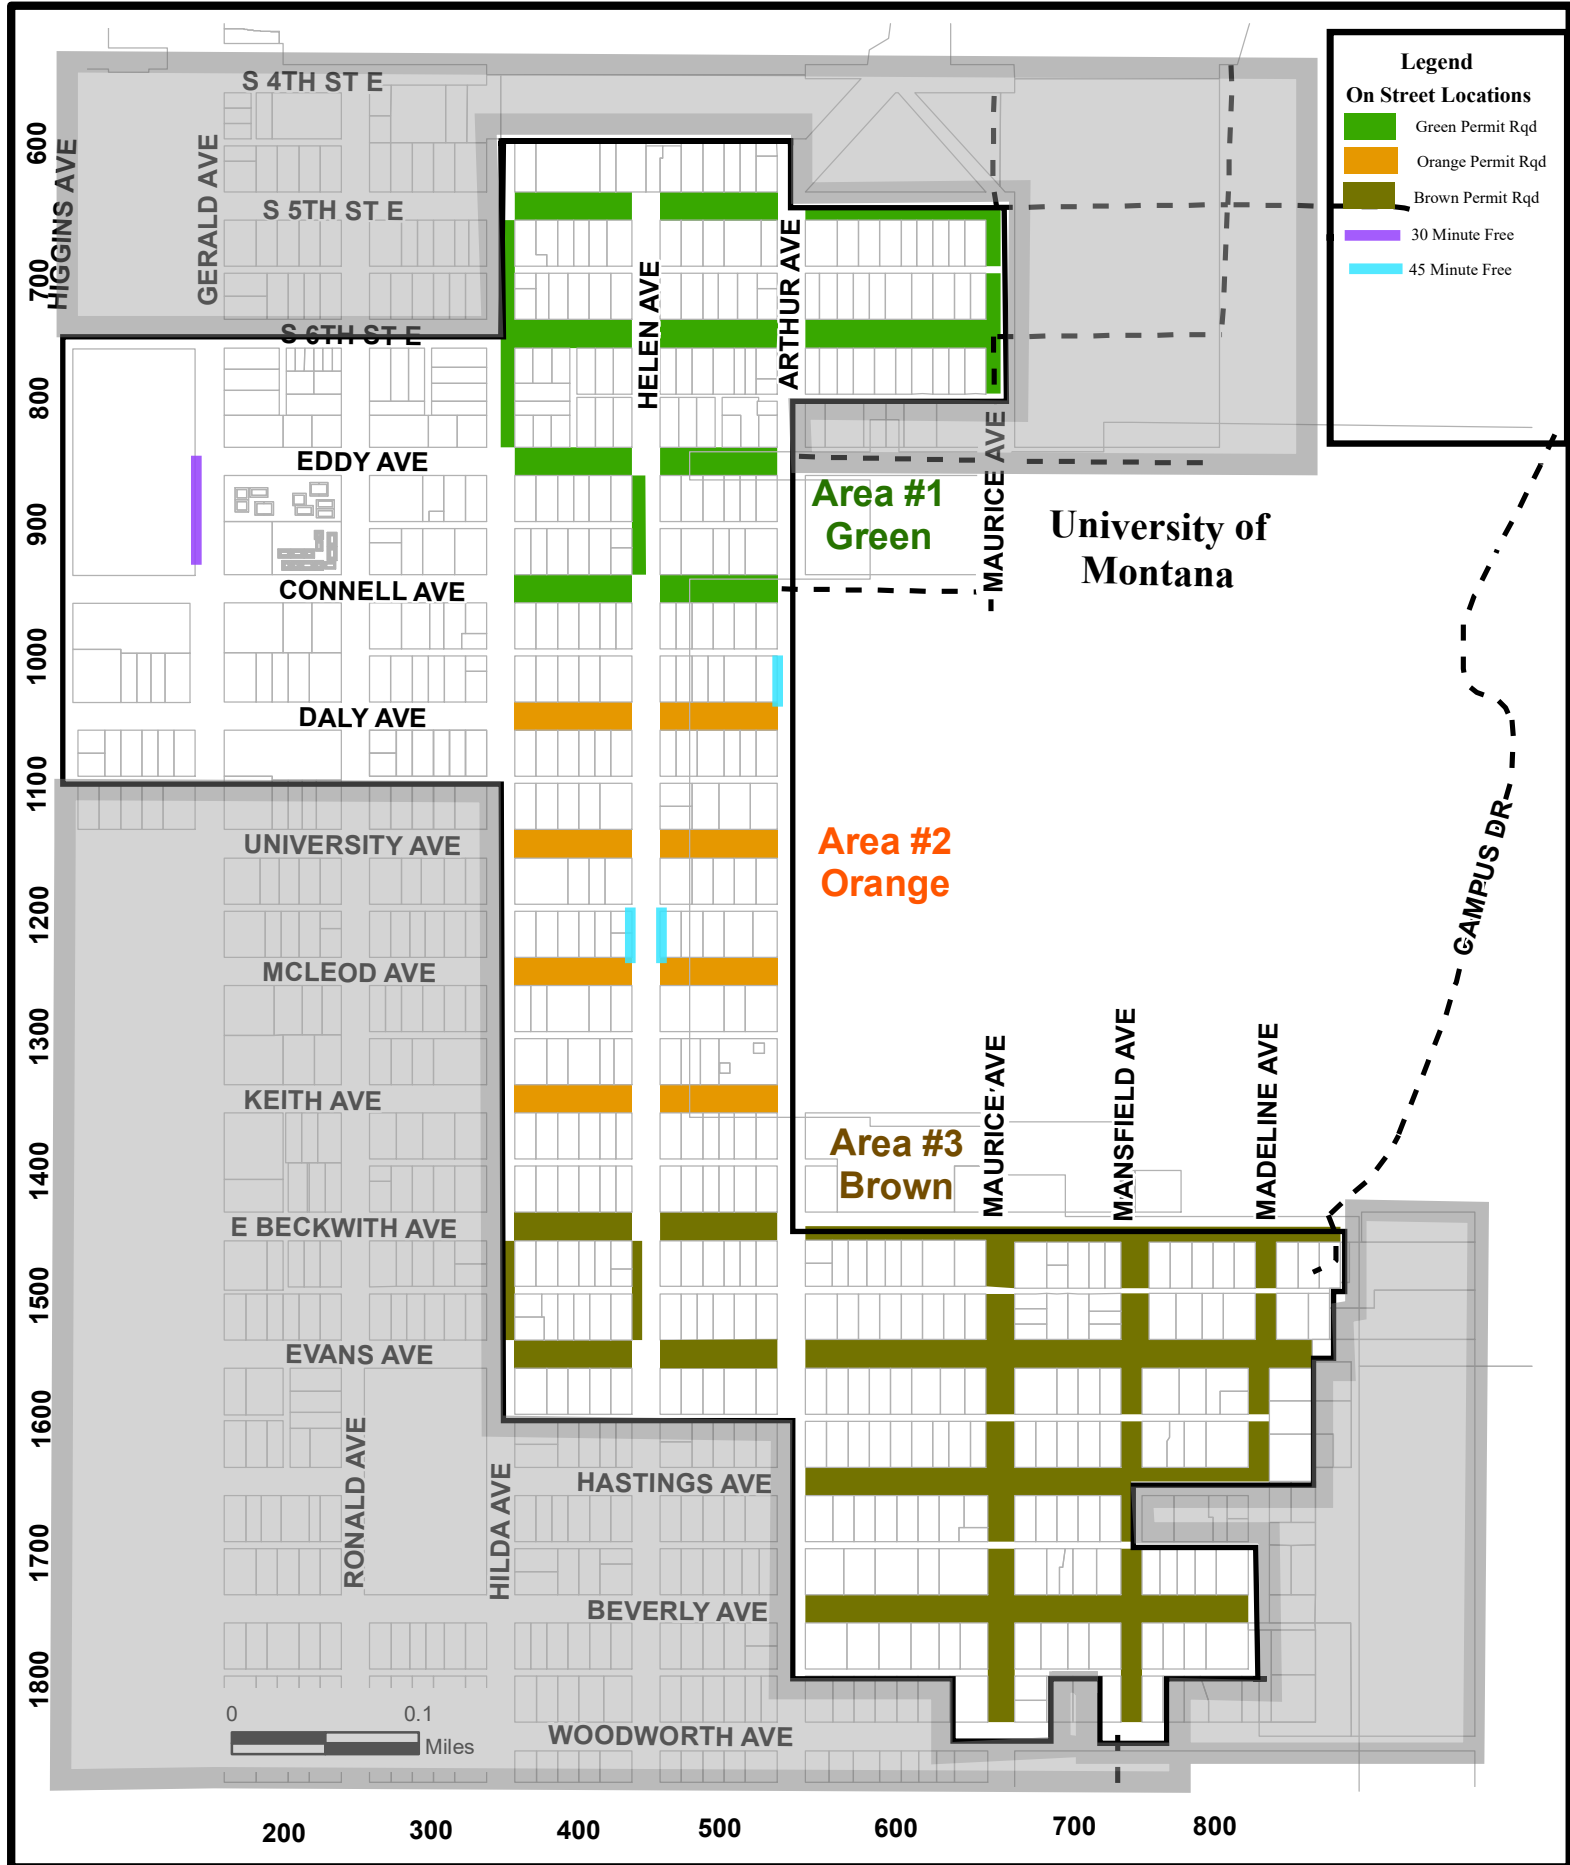 Legend
On Street Locations
Green Permit Rqd
Orange Permit Rqd
Brown Permit Rqd
30 Minute Free
45 Minute Free
S 4TH ST E
S 5TH ST E
S 6TH ST E
HIGGINS AVE
GERALD AVE
HELEN AVE
ARTHUR AVE
MAURICE AVE
EDDY AVE
CONNELL AVE
DALY AVE
UNIVERSITY AVE
MCLEOD AVE
KEITH AVE
E BECKWITH AVE
EVANS AVE
RONALD AVE
HILDA AVE
HASTINGS AVE
BEVERLY AVE
WOODWORTH AVE
Area #1
Green
University of
Montana
Area #2
Orange
Area #3
Brown
MAURICE AVE
MANSFIELD AVE
MADELINE AVE
CAMPUS DR
600
700
800
900
1000
1100
1200
1300
1400
1500
1600
1700
1800
0 0.1
Miles
200 300 400 500 600 700 800